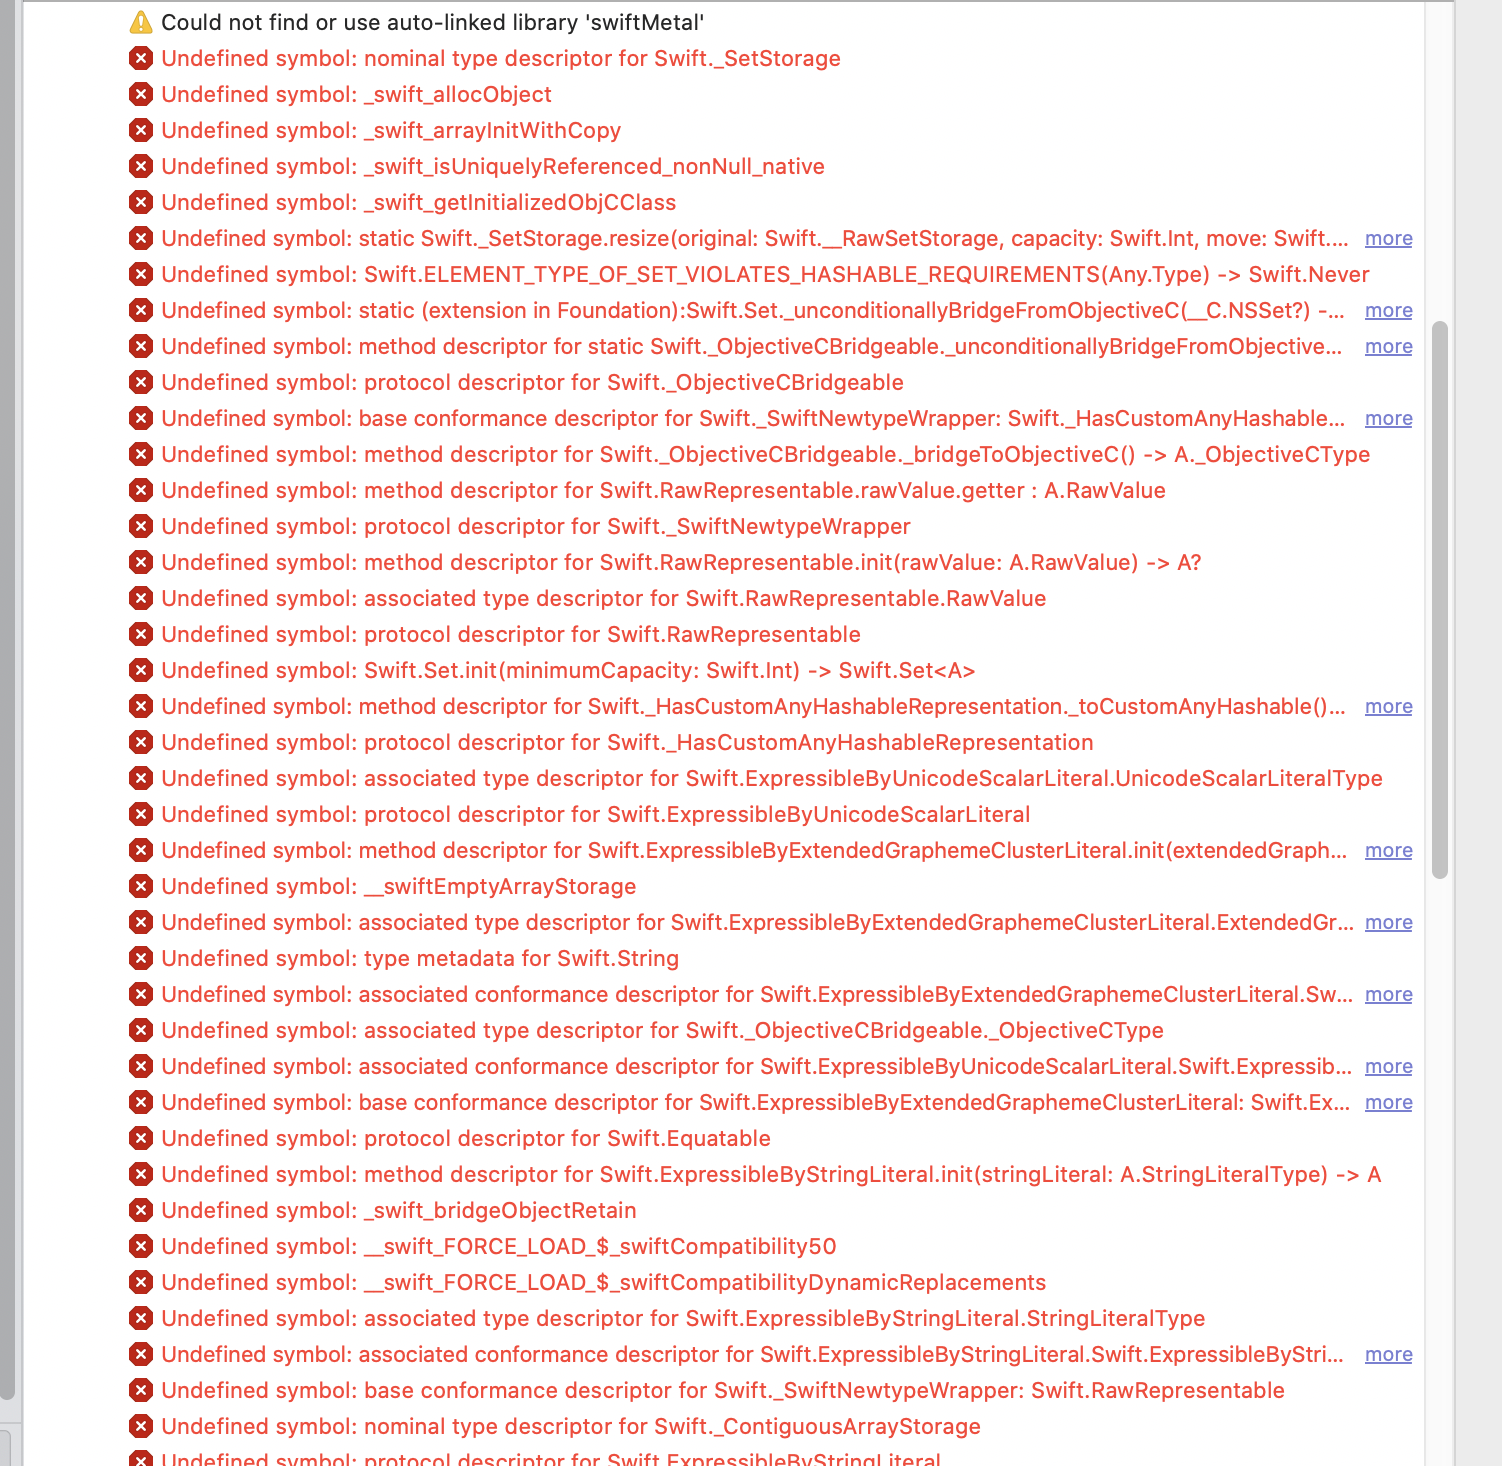 Could not find or use auto-linked library 'swiftMetal'
Undefined symbol: nominal type descriptor for Swift._SetStorage
Undefined symbol: _swift_allocObject
Undefined symbol: _swift_arrayInitWithCopy
Undefined symbol: _swift_isUniquelyReferenced_nonNull_native
Undefined symbol: _swift_getInitializedObjCClass
Undefined symbol: static Swift._SetStorage.resize(original: Swift.__RawSetStorage, capacity: Swift.Int, move: Swift.... more
Undefined symbol: Swift.ELEMENT_TYPE_OF_SET_VIOLATES_HASHABLE_REQUIREMENTS(Any.Type) -> Swift.Never
Undefined symbol: static (extension in Foundation):Swift.Set._unconditionallyBridgeFromObjectiveC(__C.NSSet?) -... more
Undefined symbol: method descriptor for static Swift._ObjectiveCBridgeable._unconditionallyBridgeFromObjective... more
Undefined symbol: protocol descriptor for Swift._ObjectiveCBridgeable
Undefined symbol: base conformance descriptor for Swift._SwiftNewtypeWrapper: Swift._HasCustomAnyHashable... more
Undefined symbol: method descriptor for Swift._ObjectiveCBridgeable._bridgeToObjectiveC() -> A._ObjectiveCType
Undefined symbol: method descriptor for Swift.RawRepresentable.rawValue.getter : A.RawValue
Undefined symbol: protocol descriptor for Swift._SwiftNewtypeWrapper
Undefined symbol: method descriptor for Swift.RawRepresentable.init(rawValue: A.RawValue) -> A?
Undefined symbol: associated type descriptor for Swift.RawRepresentable.RawValue
Undefined symbol: protocol descriptor for Swift.RawRepresentable
Undefined symbol: Swift.Set.init(minimumCapacity: Swift.Int) -> Swift.Set<A>
Undefined symbol: method descriptor for Swift._HasCustomAnyHashableRepresentation._toCustomAnyHashable()... more
Undefined symbol: protocol descriptor for Swift._HasCustomAnyHashableRepresentation
Undefined symbol: associated type descriptor for Swift.ExpressibleByUnicodeScalarLiteral.UnicodeScalarLiteralType
Undefined symbol: protocol descriptor for Swift.ExpressibleByUnicodeScalarLiteral
Undefined symbol: method descriptor for Swift.ExpressibleByExtendedGraphemeClusterLiteral.init(extendedGraph... more
Undefined symbol: __swiftEmptyArrayStorage
Undefined symbol: associated type descriptor for Swift.ExpressibleByExtendedGraphemeClusterLiteral.ExtendedGr... more
Undefined symbol: type metadata for Swift.String
Undefined symbol: associated conformance descriptor for Swift.ExpressibleByExtendedGraphemeClusterLiteral.Sw... more
Undefined symbol: associated type descriptor for Swift._ObjectiveCBridgeable._ObjectiveCType
Undefined symbol: associated conformance descriptor for Swift.ExpressibleByUnicodeScalarLiteral.Swift.Expressib... more
Undefined symbol: base conformance descriptor for Swift.ExpressibleByExtendedGraphemeClusterLiteral: Swift.Ex... more
Undefined symbol: protocol descriptor for Swift.Equatable
Undefined symbol: method descriptor for Swift.ExpressibleByStringLiteral.init(stringLiteral: A.StringLiteralType) -> A
Undefined symbol: _swift_bridgeObjectRetain
Undefined symbol: __swift_FORCE_LOAD_$_swiftCompatibility50
Undefined symbol: __swift_FORCE_LOAD_$_swiftCompatibilityDynamicReplacements
Undefined symbol: associated type descriptor for Swift.ExpressibleByStringLiteral.StringLiteralType
Undefined symbol: associated conformance descriptor for Swift.ExpressibleByStringLiteral.Swift.ExpressibleByStri... more
Undefined symbol: base conformance descriptor for Swift._SwiftNewtypeWrapper: Swift.RawRepresentable
Undefined symbol: nominal type descriptor for Swift._ContiguousArrayStorage
Undefined symbol: protocol descriptor for Swift.ExpressibleByStringLiteral